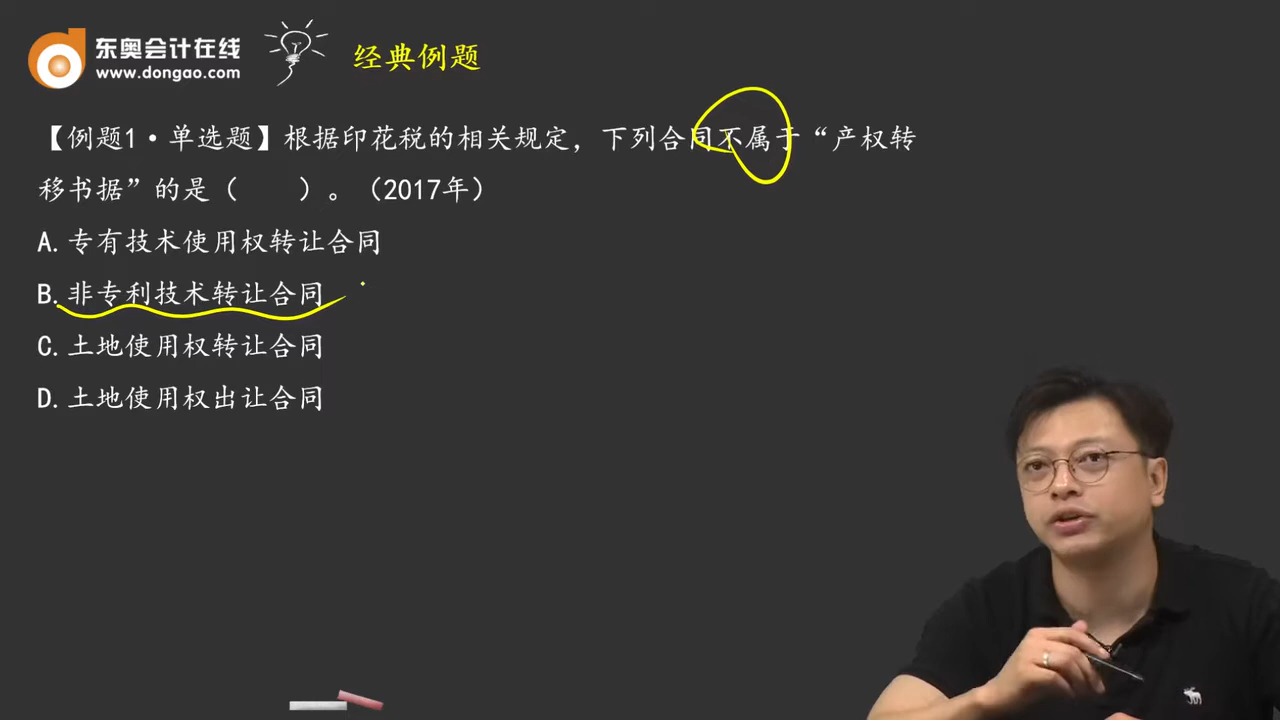 东奥会计在线
www.dongao.com
经典例题
【例题1·单选题】根据印花税的相关规定，下列合同不属于“产权转
移书据”的是（　　）。（2017年）
A.专有技术使用权转让合同
B.非专利技术转让合同
C.土地使用权转让合同
D.土地使用权出让合同